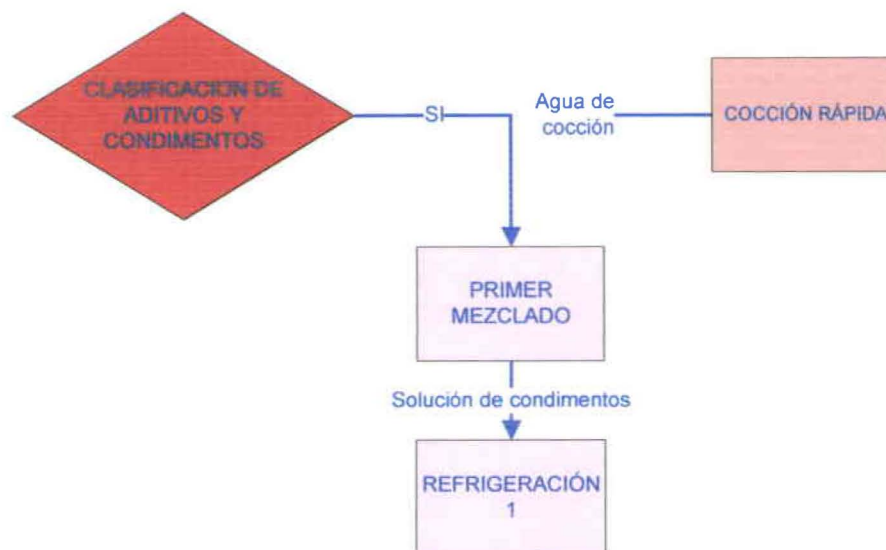 CLASIFICACION DE
ADITIVOS Y
CONDIMENTOS
SI
Agua de
cocción
COCCIÓN RÁPIDA
PRIMER
MEZCLADO
Solución de condimentos
REFRIGERACIÓN
1